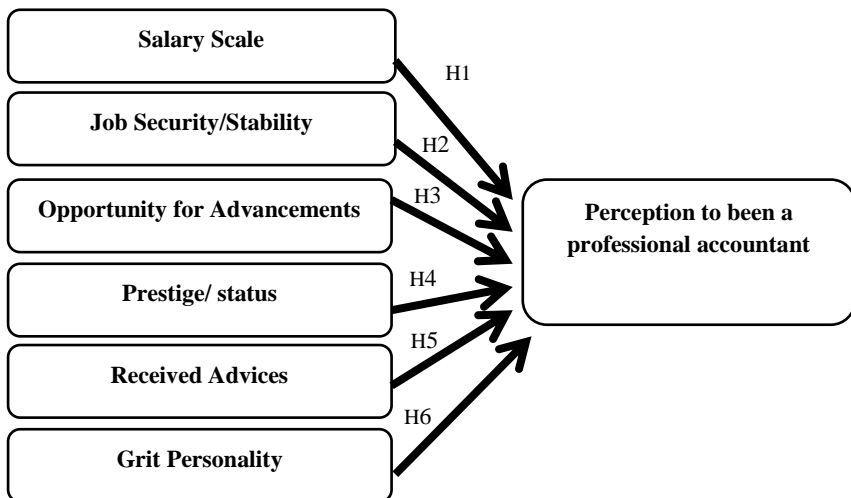 Salary Scale
H1
Job Security/Stability
H2
Opportunity for Advancements
H3
Perception to been a
professional accountant
Prestige/ status
H4
Received Advices
H5
Grit Personality
H6